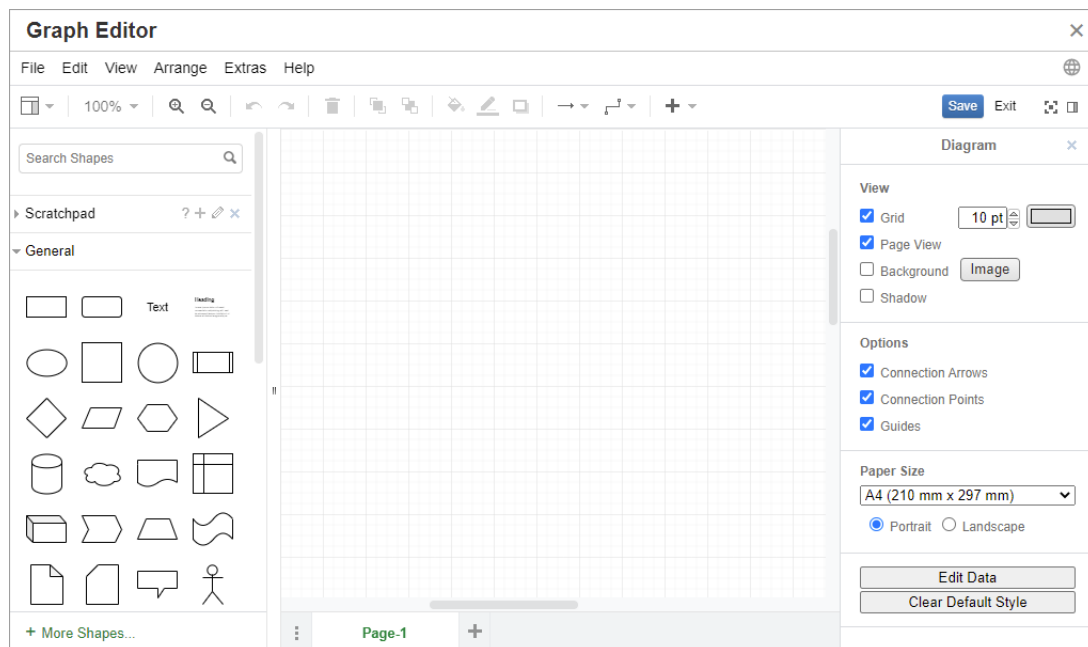 Graph Editor
File Edit View Arrange Extras Help
100%
Save Exit
Search Shapes
Scratchpad ?
General
Text
Heading
+ More Shapes...
Page-1
Diagram
View
Grid 10 pt
Page View
Background Image
Shadow
Options
Connection Arrows
Connection Points
Guides
Paper Size
A4 (210 mm x 297 mm)
Portrait Landscape
Edit Data
Clear Default Style